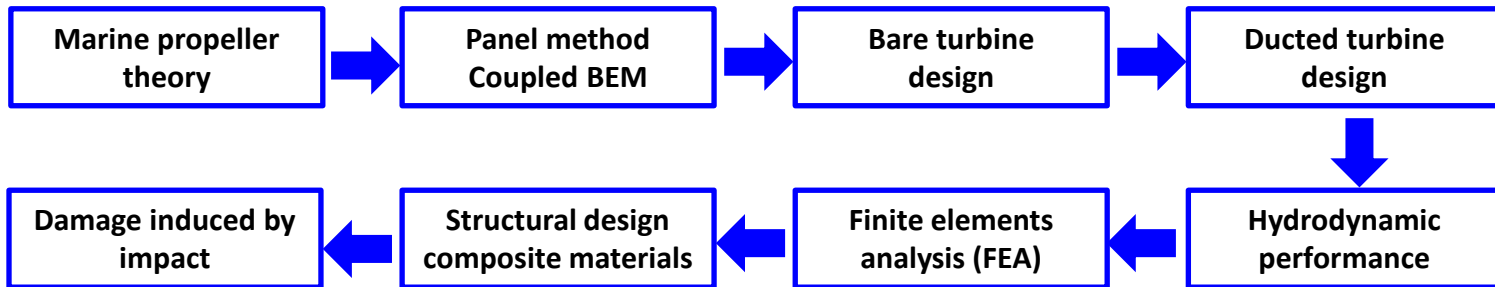 Marine propeller
theory
Panel method
Coupled BEM
Bare turbine
design
Ducted turbine
design
Hydrodynamic
performance
Finite elements
analysis (FEA)
Structural design
composite materials
Damage induced by
impact